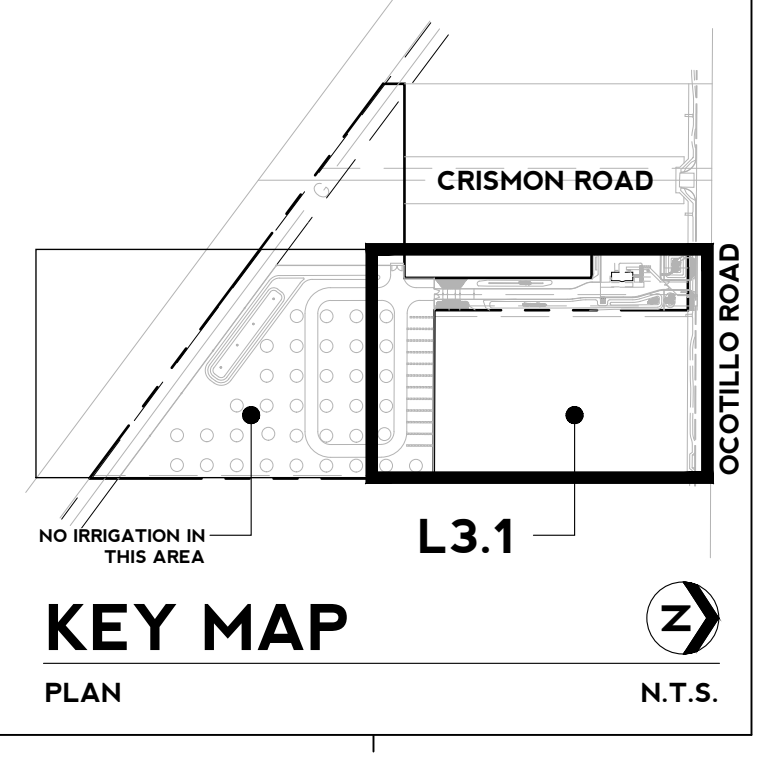 CRISMON ROAD
OCOTILLO ROAD
NO IRRIGATION IN
THIS AREA
L3.1
KEY MAP
N
PLAN
N.T.S.